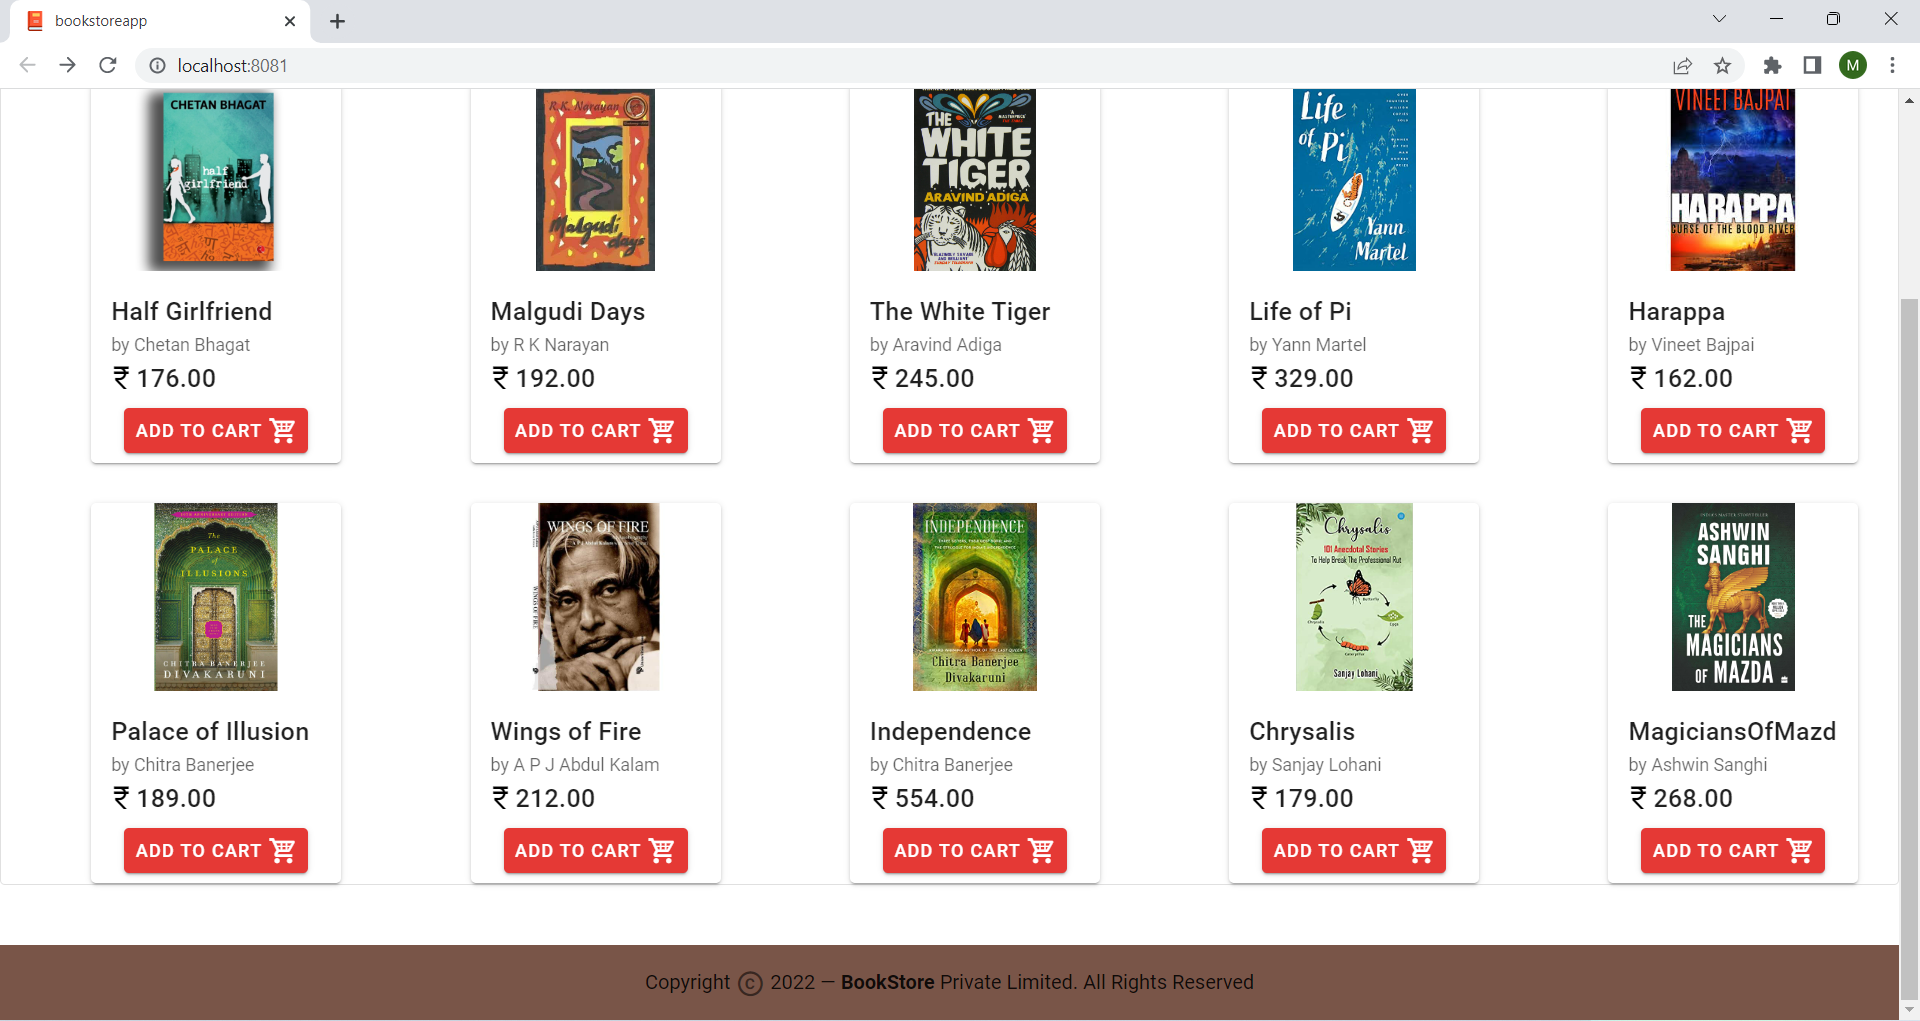 bookstoreapp
localhost:8081
M
CHETAN BHAGAT
half
girlfriend
R.K. Narayan
Malgudi
days
THE
WHITE
TIGER
ARAVIND ADIGA
Life
of Pi
Yann
Martel
VINEET BAJPAI
HARAPPA
CURSE OF THE BLOOD RIVER
Half Girlfriend
by Chetan Bhagat
₹ 176.00
ADD TO CART
Malgudi Days
by R K Narayan
₹ 192.00
ADD TO CART
The White Tiger
by Aravind Adiga
₹ 245.00
ADD TO CART
Life of Pi
by Yann Martel
₹ 329.00
ADD TO CART
Harappa
by Vineet Bajpai
₹ 162.00
ADD TO CART
The
PALACE
of
ILLUSIONS
CHITRA BANERJEE
DIVAKARUNI
WINGS OF FIRE
INDEPENDENCE
Chitra Banerjee
Divakaruni
Chrysalis
101 Anecdotal Stories
To Help Break The Professional Rut
Sanjay Lohani
ASHWIN
SANGHI
THE
MAGICIANS
OF MAZDA
Palace of Illusion
by Chitra Banerjee
₹ 189.00
ADD TO CART
Wings of Fire
by A P J Abdul Kalam
₹ 212.00
ADD TO CART
Independence
by Chitra Banerjee
₹ 554.00
ADD TO CART
Chrysalis
by Sanjay Lohani
₹ 179.00
ADD TO CART
MagiciansOfMazd
by Ashwin Sanghi
₹ 268.00
ADD TO CART
Copyright © 2022 — BookStore Private Limited. All Rights Reserved